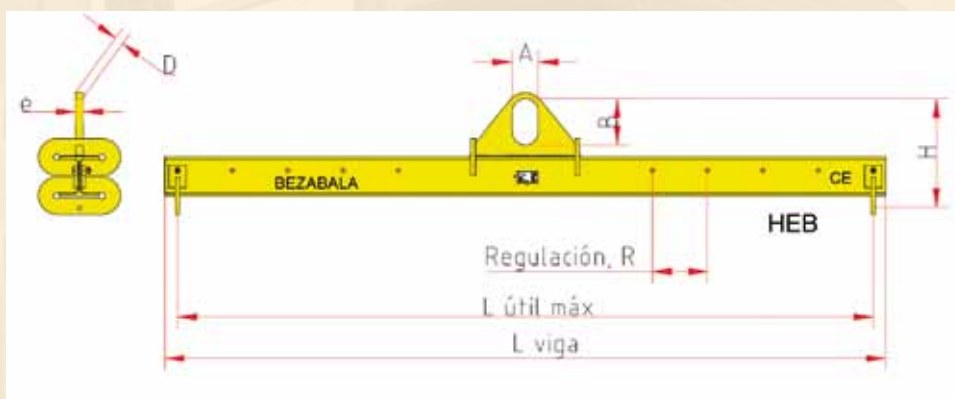 D
A
e
B
H
BEZABALA
CE
HEB
Regulación, R
L útil máx
L viga